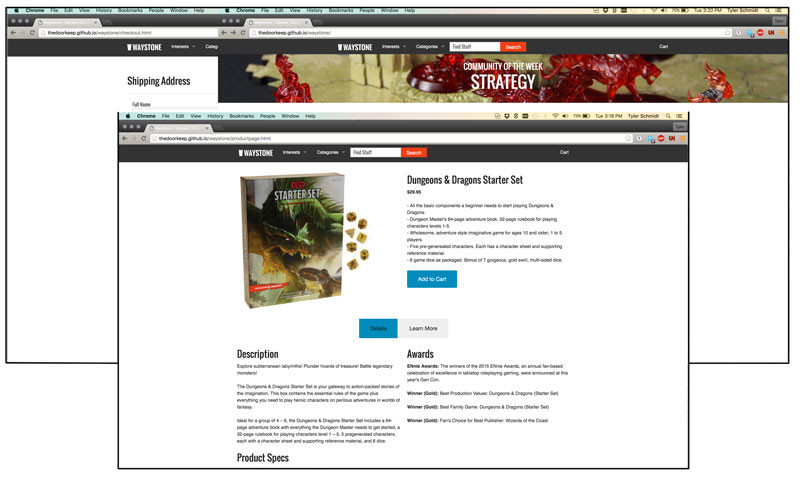 Chrome File Edit View History Bookmarks People Window Help
thedoorkeep.github.io/waystone/checkout.html
WAYSTONE Interests Categ
Shipping Address
Full Name
Chrome File Edit View History Bookmarks People Window Help 70% Tue 3:20 PM Tyler Schmidt
Tyler
thedoorkeep.github.io/waystone/
WAYSTONE Interests Categories Find Stuff Search Cart
COMMUNITY OF THE WEEK
STRATEGY
Chrome File Edit View History Bookmarks People Window Help 73% Tue 3:18 PM Tyler Schmidt
Tyler
thedoorkeep.github.io/waystone/productpage.html
WAYSTONE Interests Categories Find Stuff Search Cart
STARTER SET
Dungeons & Dragons Starter Set
$29.95
- All the basic components a beginner needs to start playing Dungeons &
Dragons.
- Dungeon Master's 64-page adventure book. 32-page rulebook for playing
characters levels 1-5.
- Wholesome, adventure style imaginative game for ages 10 and older; 1 to 5
players.
- Five pre-generated characters. Each has a character sheet and supporting
reference material.
- 6 game dice as packaged. Bonus of 7 gorgeous, gold swirl, multi-sided dice.
Add to Cart
Details Learn More
Description
Explore subterranean labyrinths! Plunder hoards of treasure! Battle legendary
monsters!
The Dungeons & Dragons Starter Set is your gateway to action-packed stories of
the imagination. This box contains the essential rules of the game plus
everything you need to play heroic characters on perilous adventures in worlds of
fantasy.
Ideal for a group of 4 – 6, the Dungeons & Dragons Starter Set includes a 64-
page adventure book with everything the Dungeon Master needs to get started, a
32-page rulebook for playing characters level 1 – 5, 5 pregenerated characters,
each with a character sheet and supporting reference material, and 6 dice.
Product Specs
Awards
ENnie Awards: The winners of the 2015 ENnie Awards, an annual fan-based
celebration of excellence in tabletop roleplaying gaming, were announced at this
year's Gen Con.
Winner (Gold): Best Production Values: Dungeons & Dragons (Starter Set)
Winner (Gold): Best Family Game: Dungeons & Dragons (Starter Set)
Winner (Gold): Fan's Choice for Best Publisher: Wizards of the Coast